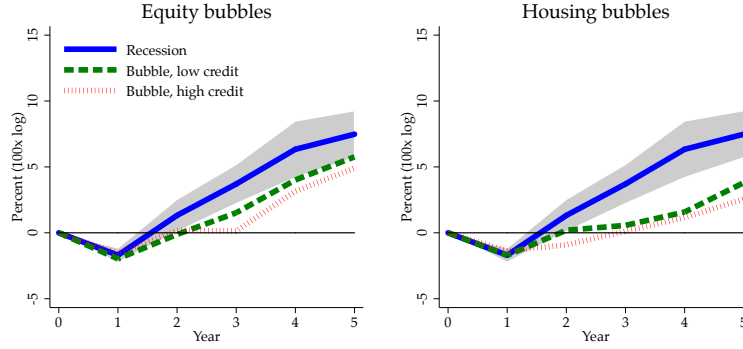 Equity bubbles
Percent (100x log)
15
10
5
0
-5
Recession
Bubble, low credit
Bubble, high credit
0 1 2 3 4 5
Year
Housing bubbles
Percent (100x log)
15
10
5
0
-5
0 1 2 3 4 5
Year